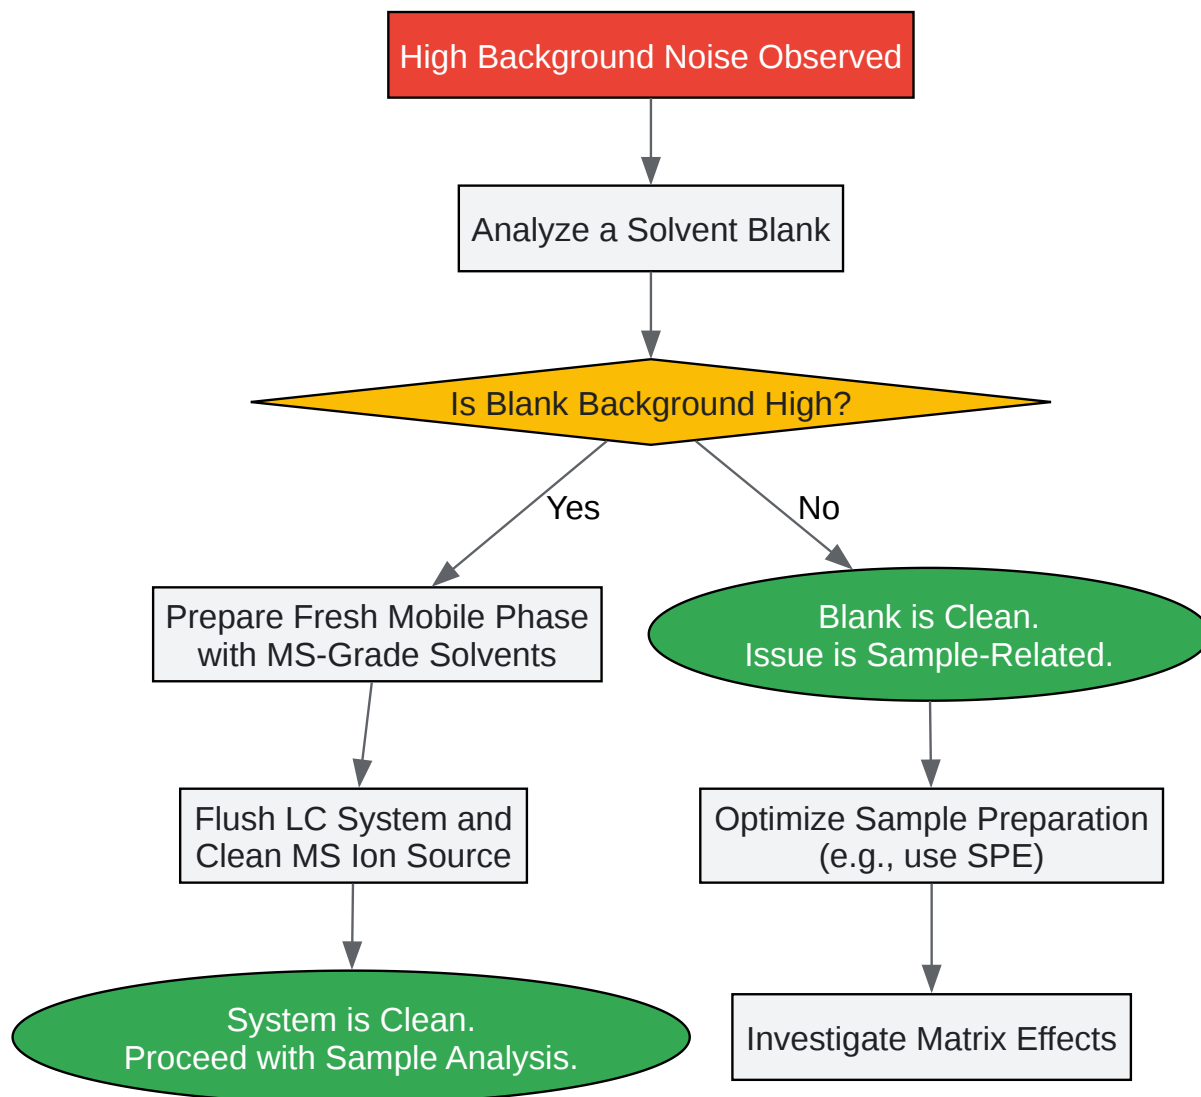 High Background Noise Observed
Analyze a Solvent Blank
Is Blank Background High?
Yes
No
Prepare Fresh Mobile Phase
with MS-Grade Solvents
Blank is Clean.
Issue is Sample-Related.
Flush LC System and
Clean MS Ion Source
Optimize Sample Preparation
(e.g., use SPE)
System is Clean.
Proceed with Sample Analysis.
Investigate Matrix Effects